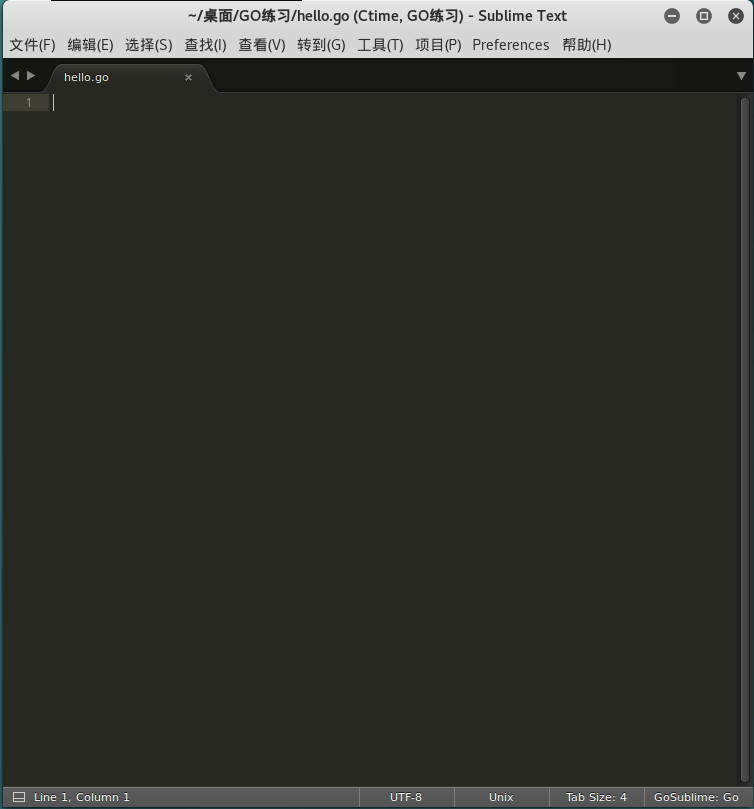 ~/桌面/GO练习/hello.go (Ctime, GO练习) - Sublime Text
文件(F) 编辑(E) 选择(S) 查找(I) 查看(V) 转到(G) 工具(T) 项目(P) Preferences 帮助(H)
hello.go
1
Line 1, Column 1 UTF-8 Unix Tab Size: 4 GoSublime: Go